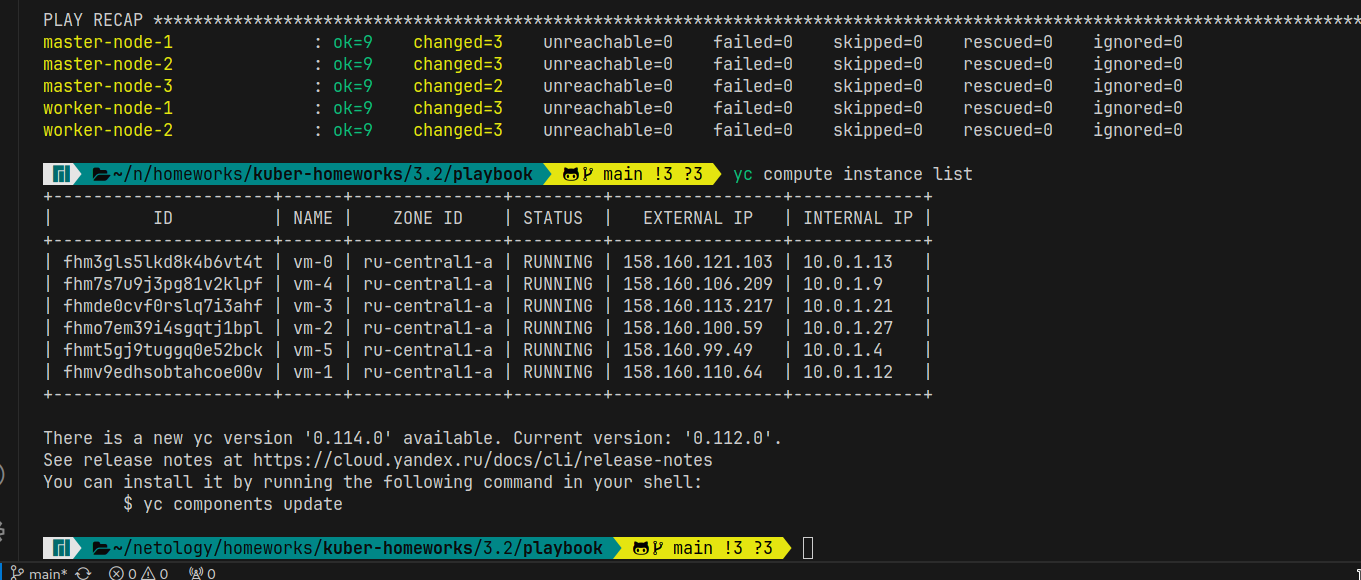 PLAY RECAP ****************************************************************************************************************************
master-node-1              : ok=9    changed=3    unreachable=0    failed=0    skipped=0    rescued=0    ignored=0
master-node-2              : ok=9    changed=3    unreachable=0    failed=0    skipped=0    rescued=0    ignored=0
master-node-3              : ok=9    changed=2    unreachable=0    failed=0    skipped=0    rescued=0    ignored=0
worker-node-1              : ok=9    changed=3    unreachable=0    failed=0    skipped=0    rescued=0    ignored=0
worker-node-2              : ok=9    changed=3    unreachable=0    failed=0    skipped=0    rescued=0    ignored=0
~/n/homeworks/kuber-homeworks/3.2/playbook main !3 ?3 yc compute instance list
+----------------------+------+---------------+---------+-----------------+-------------+
|          ID          | NAME |    ZONE ID    | STATUS  |   EXTERNAL IP   | INTERNAL IP |
+----------------------+------+---------------+---------+-----------------+-------------+
| fhm3gls5lkd8k4b6vt4t | vm-0 | ru-central1-a | RUNNING | 158.160.121.103 | 10.0.1.13   |
| fhm7s7u9j3pg81v2klpf | vm-4 | ru-central1-a | RUNNING | 158.160.106.209 | 10.0.1.9    |
| fhmde0cvf0rslq7i3ahf | vm-3 | ru-central1-a | RUNNING | 158.160.113.217 | 10.0.1.21   |
| fhmo7em39i4sgqtj1bpl | vm-2 | ru-central1-a | RUNNING | 158.160.100.59  | 10.0.1.27   |
| fhmt5gj9tuggq0e52bck | vm-5 | ru-central1-a | RUNNING | 158.160.99.49   | 10.0.1.4    |
| fhmv9edhsobtahcoe00v | vm-1 | ru-central1-a | RUNNING | 158.160.110.64  | 10.0.1.12   |
+----------------------+------+---------------+---------+-----------------+-------------+
There is a new yc version '0.114.0' available. Current version: '0.112.0'.
See release notes at https://cloud.yandex.ru/docs/cli/release-notes
You can install it by running the following command in your shell:
        $ yc components update
~/netology/homeworks/kuber-homeworks/3.2/playbook main !3 ?3
main* 0 0 0